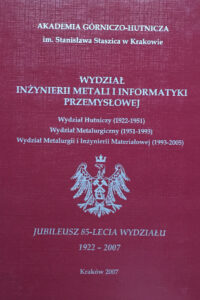 AKADEMIA GÓRNICZO-HUTNICZA
im. Stanisława Staszica w Krakowie
WYDZIAŁ
INŻYNIERII METALI I INFORMATYKI
PRZEMYSŁOWEJ
Wydział Hutniczy (1922-1951)
Wydział Metalurgiczny (1951-1993)
Wydział Metalurgii i Inżynierii Materiałowej (1993-2005)
JUBILEUSZ 85-LECIA WYDZIAŁU
1922 – 2007
Kraków 2007